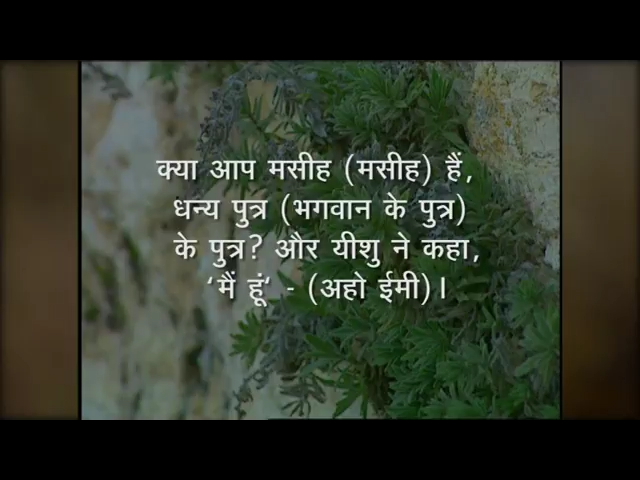 क्या आप मसीह (मसीह) हैं,
धन्य पुत्र (भगवान के पुत्र)
के पुत्र? और यीशु ने कहा,
'मैं हूं' - (अहो ईमी)।